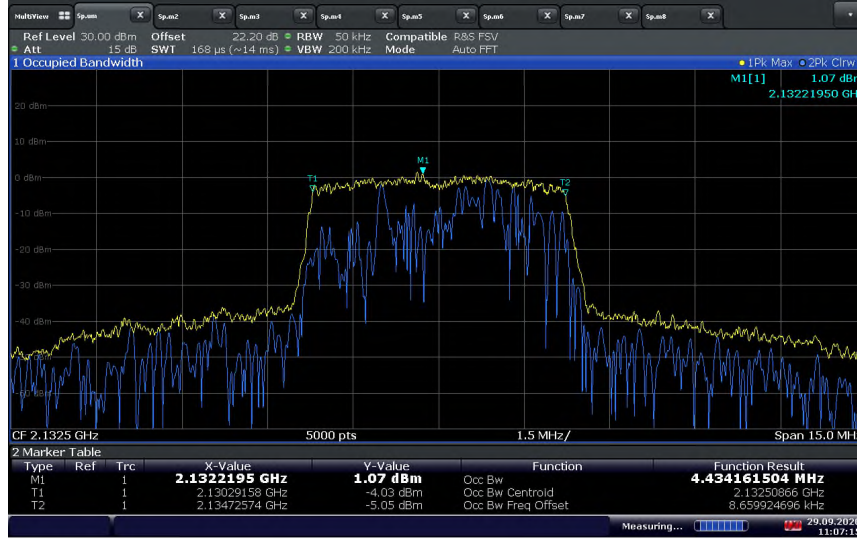 MultiView Sp.um X Sp.m2 X Sp.m3 X Sp.m4 X Sp.m5 X Sp.m6 X Sp.m7 X Sp.m8 X
Ref Level 30.00 dBm Offset 22.20 dB RBW 50 kHz Compatible R&S FSV
Att 15 dB SWT 168 µs (~14 ms) VBW 200 kHz Mode Auto FFT
1 Occupied Bandwidth 1Pk Max 2Pk Clrw
M1[1] 1.07 dBm
2.13221950 GH
20 dBm
10 dBm
M1
0 dBm T1 T2
-10 dBm
-20 dBm
-30 dBm
-40 dBm
CF 2.1325 GHz 5000 pts 1.5 MHz/ Span 15.0 MHz
2 Marker Table
Type Ref Trc X-Value Y-Value Function Function Result
M1 1 2.1322195 GHz 1.07 dBm Occ Bw 4.434161504 MHz
T1 1 2.13029158 GHz -4.03 dBm Occ Bw Centroid 2.13250866 GHz
T2 1 2.13472574 GHz -5.05 dBm Occ Bw Freq Offset 8.659924696 kHz
Measuring... 29.09.2020
11:07:15